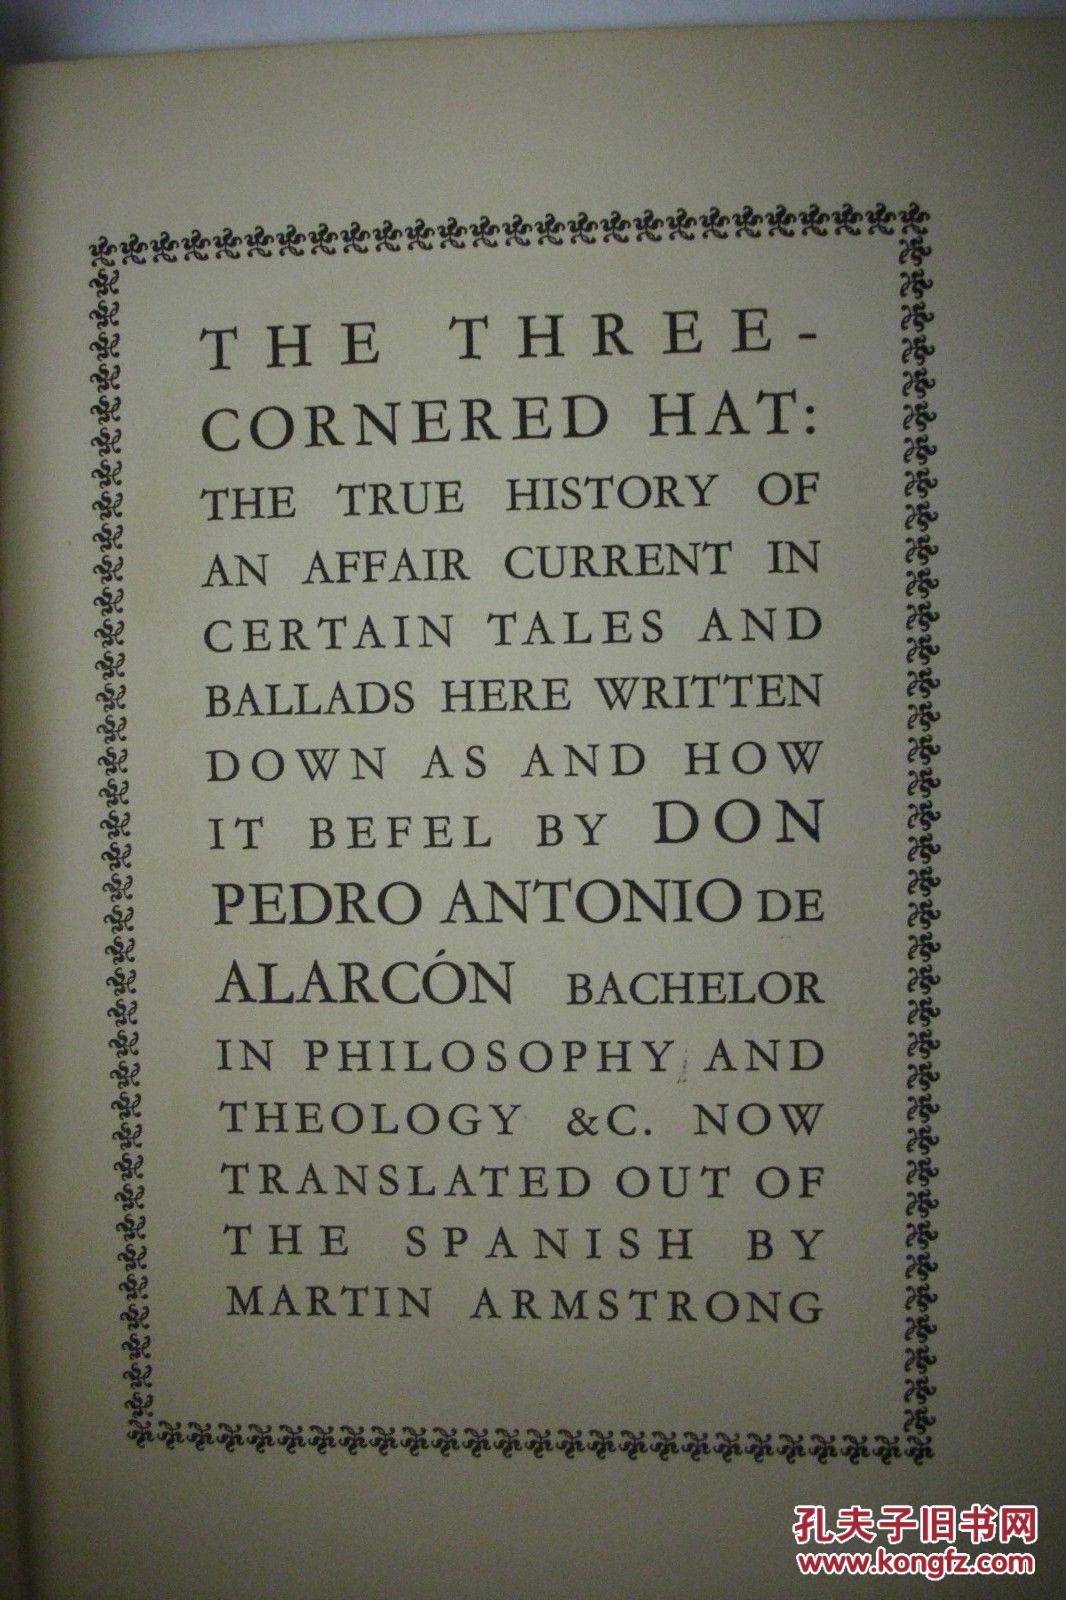 THE THREE-
CORNERED HAT:
THE TRUE HISTORY OF
AN AFFAIR CURRENT IN
CERTAIN TALES AND
BALLADS HERE WRITTEN
DOWN AS AND HOW
IT BEFEL BY DON
PEDRO ANTONIO DE
ALARCÓN BACHELOR
IN PHILOSOPHY AND
THEOLOGY &C. NOW
TRANSLATED OUT OF
THE SPANISH BY
MARTIN ARMSTRONG
孔夫子旧书网
www.kongfz.com